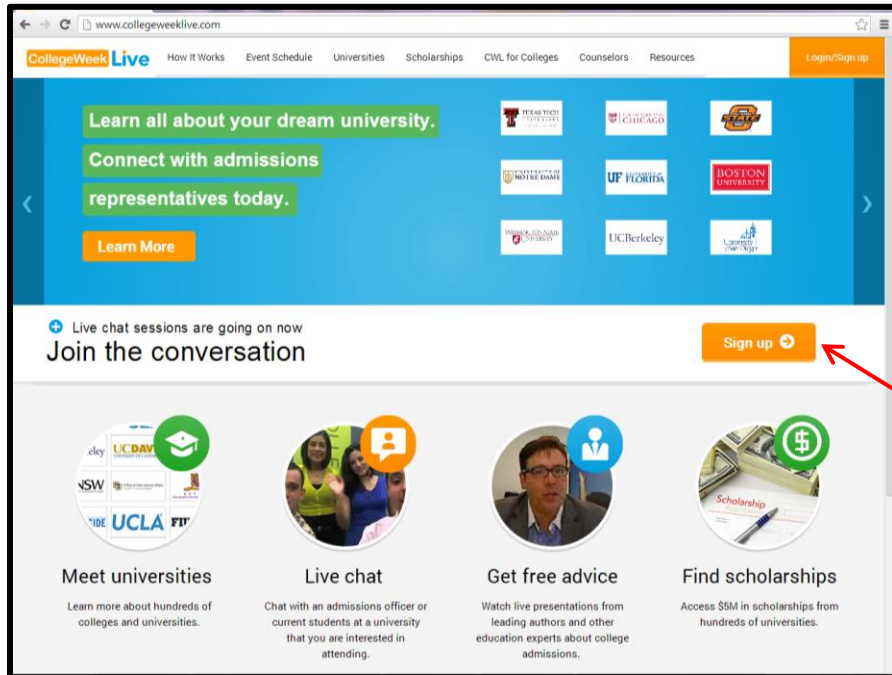 www.collegeweeklive.com
CollegeWeek Live
How It Works
Event Schedule
Universities
Scholarships
CWL for Colleges
Counselors
Resources
Login/Sign up
Learn all about your dream university.
Connect with admissions
representatives today.
Learn More
TEXAS TECH
CHICAGO
STATE
NOTRE DAME
UF FLORIDA
BOSTON
UNIVERSITY
WASHINGTON STATE
UNIVERSITY
UCBerkeley
University
Live chat sessions are going on now
Join the conversation
Sign up
UCDAV
NSW
UCLA
Scholarship
Meet universities
Learn more about hundreds of
colleges and universities.
Live chat
Chat with an admissions officer or
current students at a university
that you are interested in
attending.
Get free advice
Watch live presentations from
leading authors and other
education experts about college
admissions.
Find scholarships
Access $5M in scholarships from
hundreds of universities.